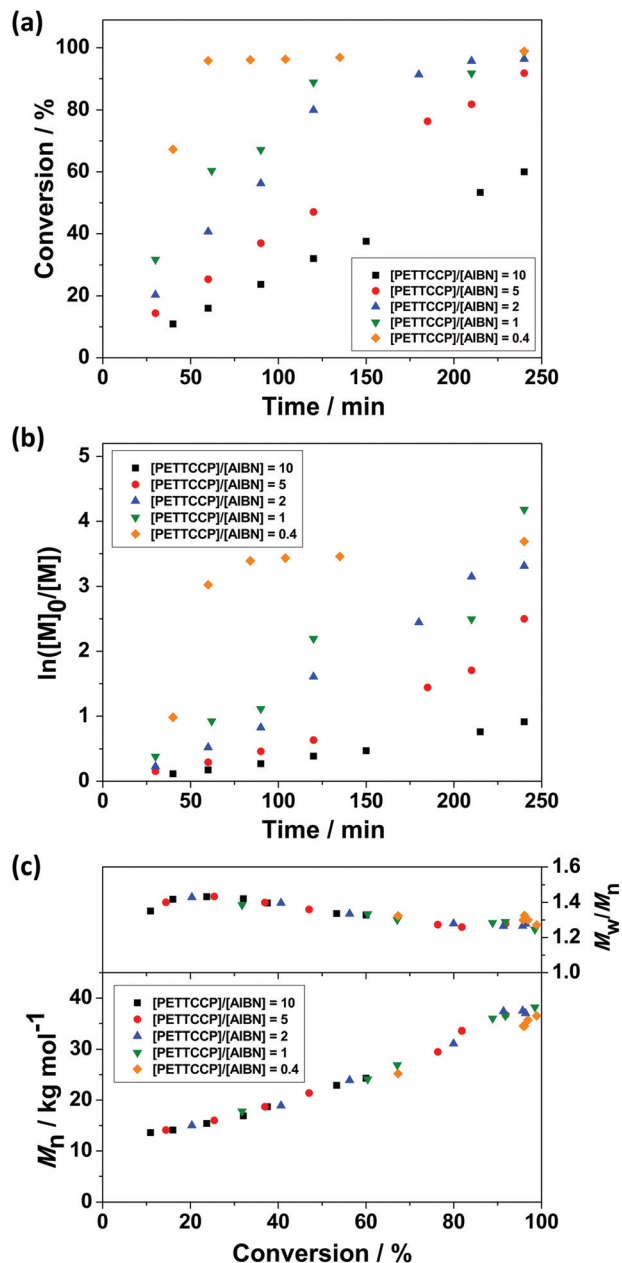 (a)
100
80
60
40
20
0
Conversion / %
[PETTCCP]/[AIBN] = 10
[PETTCCP]/[AIBN] = 5
[PETTCCP]/[AIBN] = 2
[PETTCCP]/[AIBN] = 1
[PETTCCP]/[AIBN] = 0.4
0 50 100 150 200 250
Time / min
(b)
5
4
3
2
1
0
ln([M]0/[M])
[PETTCCP]/[AIBN] = 10
[PETTCCP]/[AIBN] = 5
[PETTCCP]/[AIBN] = 2
[PETTCCP]/[AIBN] = 1
[PETTCCP]/[AIBN] = 0.4
0 50 100 150 200 250
Time / min
(c)
1.6
1.4
1.2
1.0
Mw/Mn
40
30
20
10
0
Mn / kg mol⁻¹
[PETTCCP]/[AIBN] = 10
[PETTCCP]/[AIBN] = 5
[PETTCCP]/[AIBN] = 2
[PETTCCP]/[AIBN] = 1
[PETTCCP]/[AIBN] = 0.4
0 20 40 60 80 100
Conversion / %